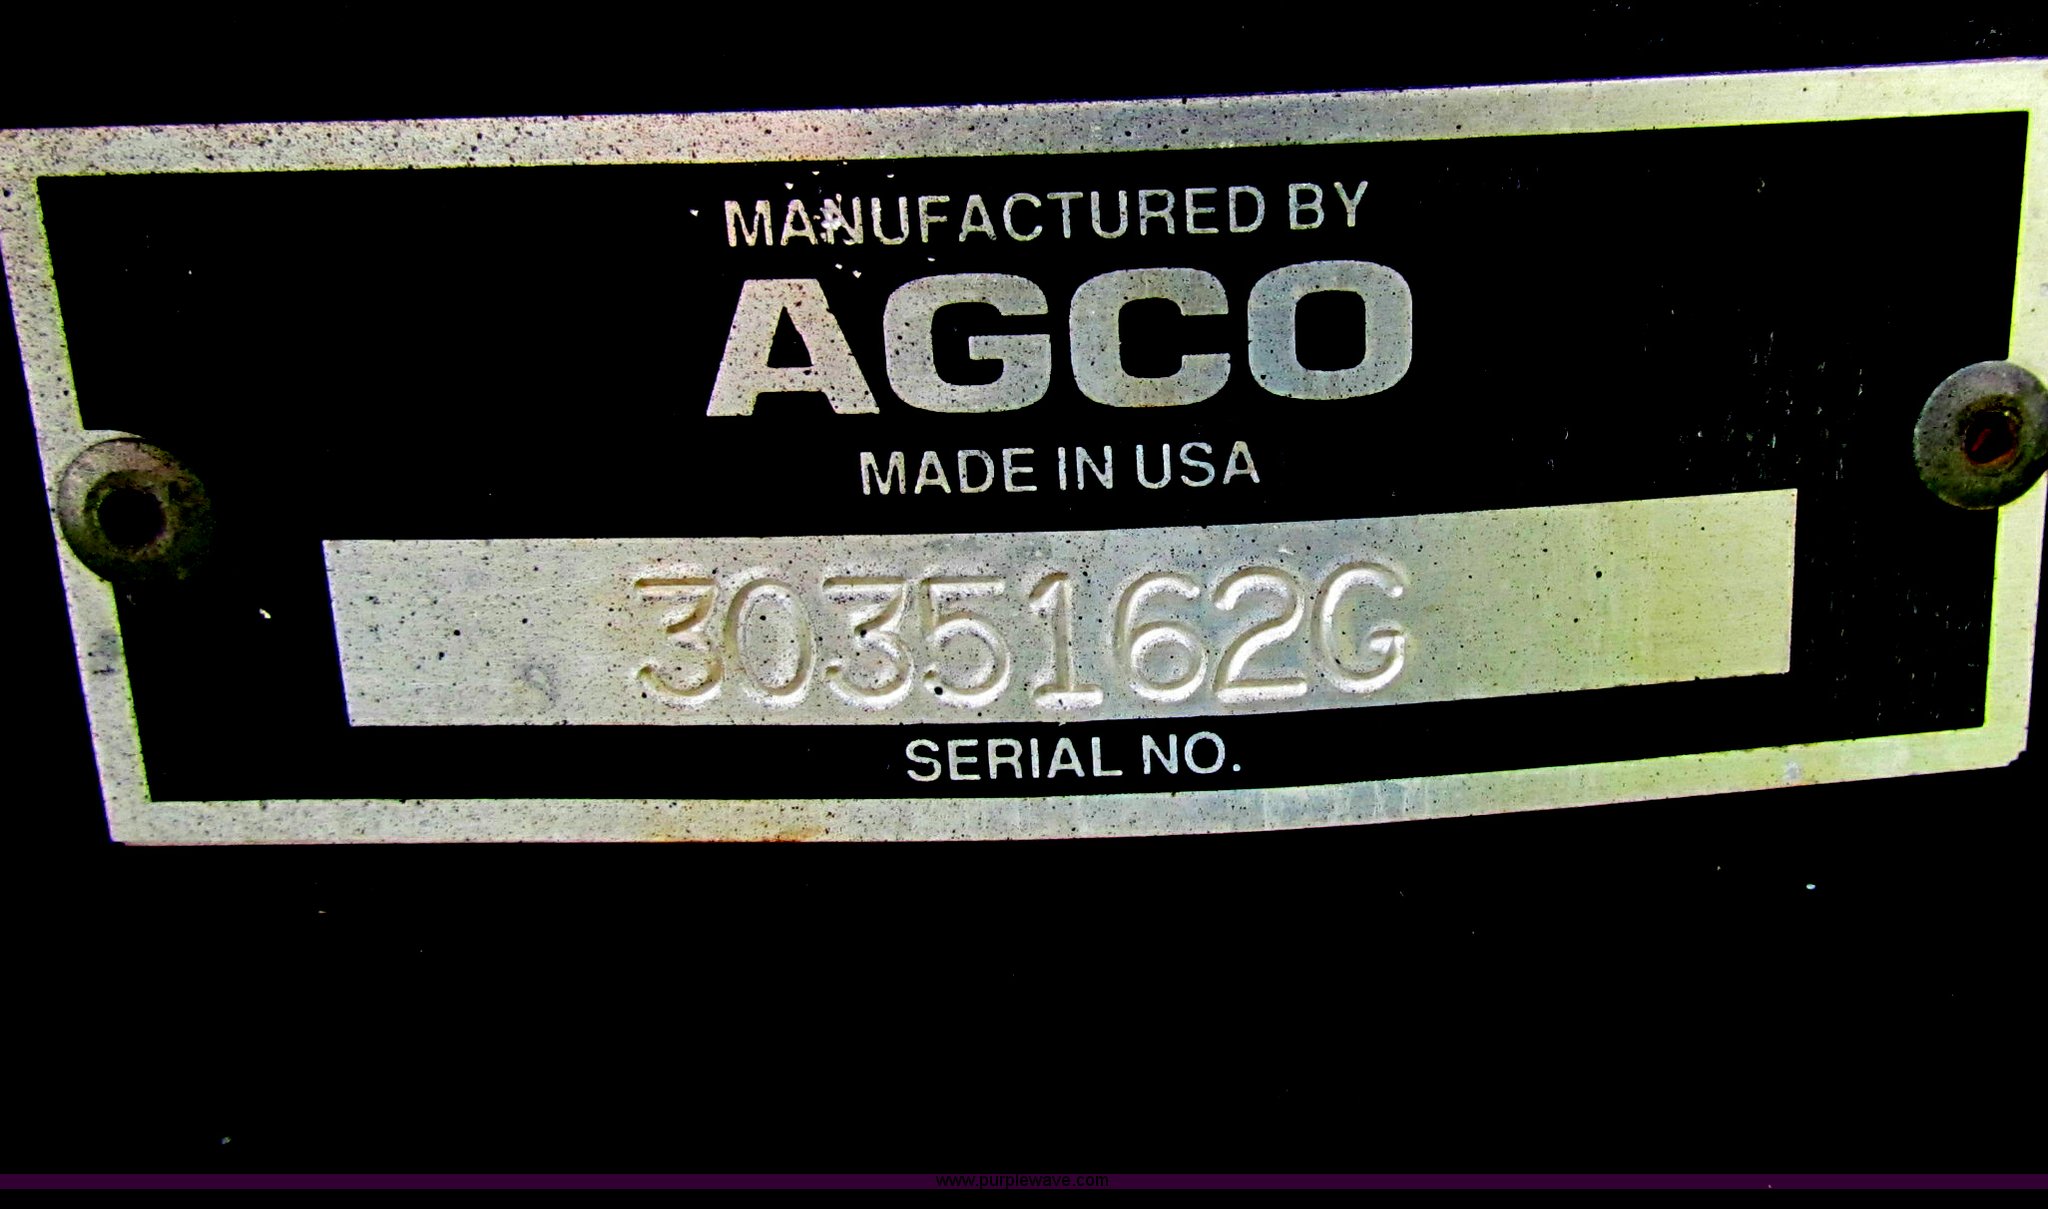 MANUFACTURED BY
AGCO
MADE IN USA
3035162G
SERIAL NO.
www.purplewave.com